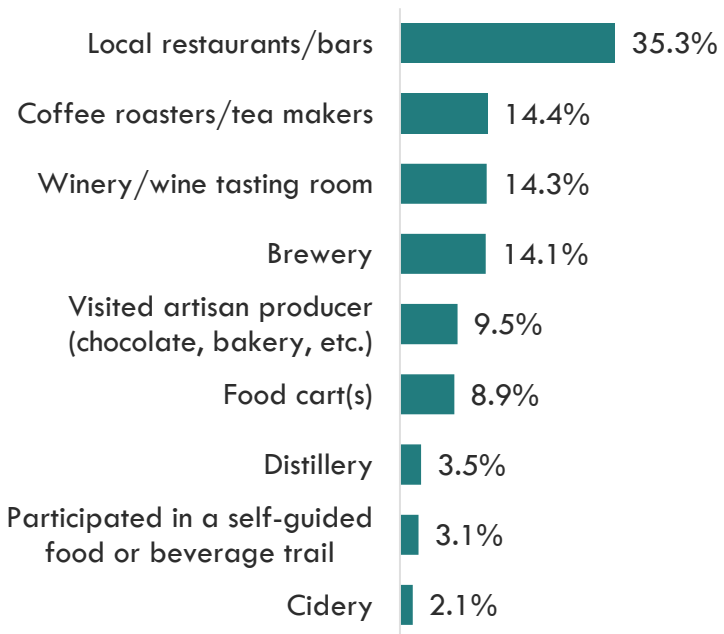 Local restaurants/bars 35.3%
Coffee roasters/tea makers 14.4%
Winery/wine tasting room 14.3%
Brewery 14.1%
Visited artisan producer
(chocolate, bakery, etc.) 9.5%
Food cart(s) 8.9%
Distillery 3.5%
Participated in a self-guided
food or beverage trail 3.1%
Cidery 2.1%